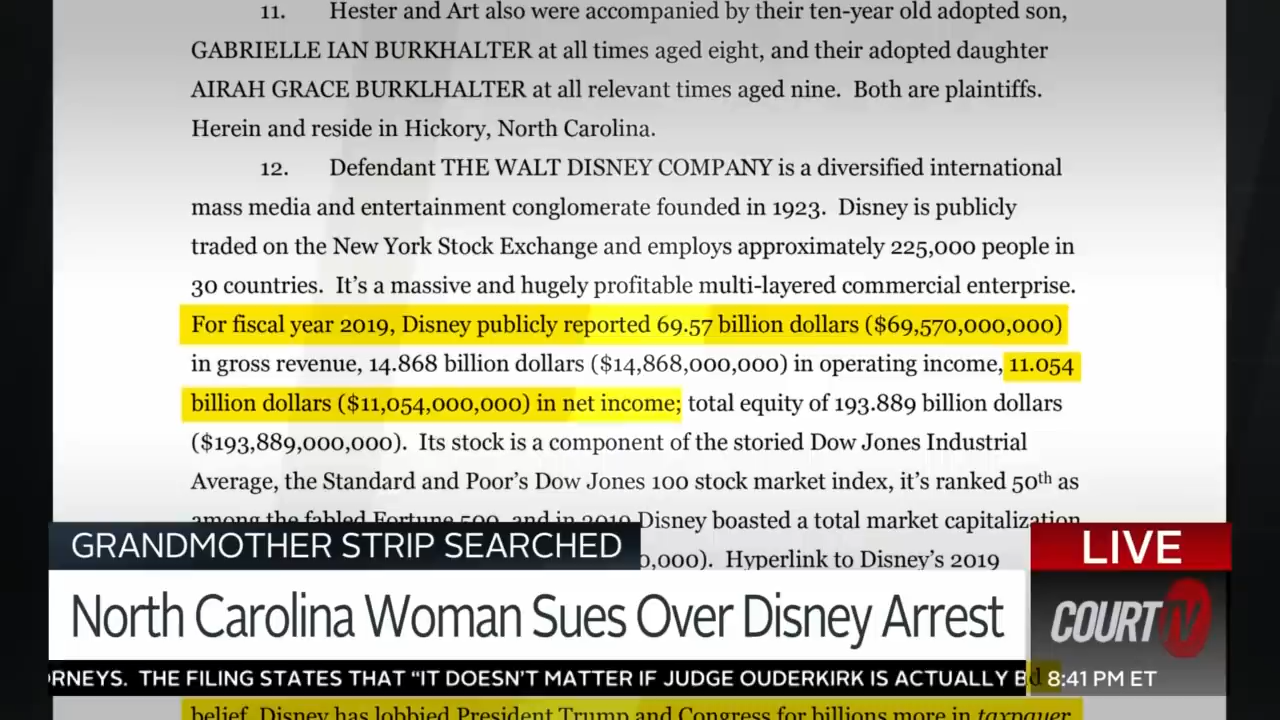 11. Hester and Art also were accompanied by their ten-year old adopted son,
GABRIELLE IAN BURKHALTER at all times aged eight, and their adopted daughter
AIRAH GRACE BURKLHALTER at all relevant times aged nine. Both are plaintiffs.
Herein and reside in Hickory, North Carolina.
12. Defendant THE WALT DISNEY COMPANY is a diversified international
mass media and entertainment conglomerate founded in 1923. Disney is publicly
traded on the New York Stock Exchange and employs approximately 225,000 people in
30 countries. It's a massive and hugely profitable multi-layered commercial enterprise.
For fiscal year 2019, Disney publicly reported 69.57 billion dollars ($69,570,000,000)
in gross revenue, 14.868 billion dollars ($14,868,000,000) in operating income, 11.054
billion dollars ($11,054,000,000) in net income; total equity of 193.889 billion dollars
($193,889,000,000). Its stock is a component of the storied Dow Jones Industrial
Average, the Standard and Poor's Dow Jones 100 stock market index, it's ranked 50th as
among the fabled Fortune 500, and in 2019 Disney boasted a total market capitalization
0,000). Hyperlink to Disney's 2019
GRANDMOTHER STRIP SEARCHED
LIVE
North Carolina Woman Sues Over Disney Arrest
COURT TV
ORNEYS. THE FILING STATES THAT "IT DOESN'T MATTER IF JUDGE OUDERKIRK IS ACTUALLY B
8:41 PM ET
belief, Disney has lobbied President Trump and Congress for billions more in taxpayer